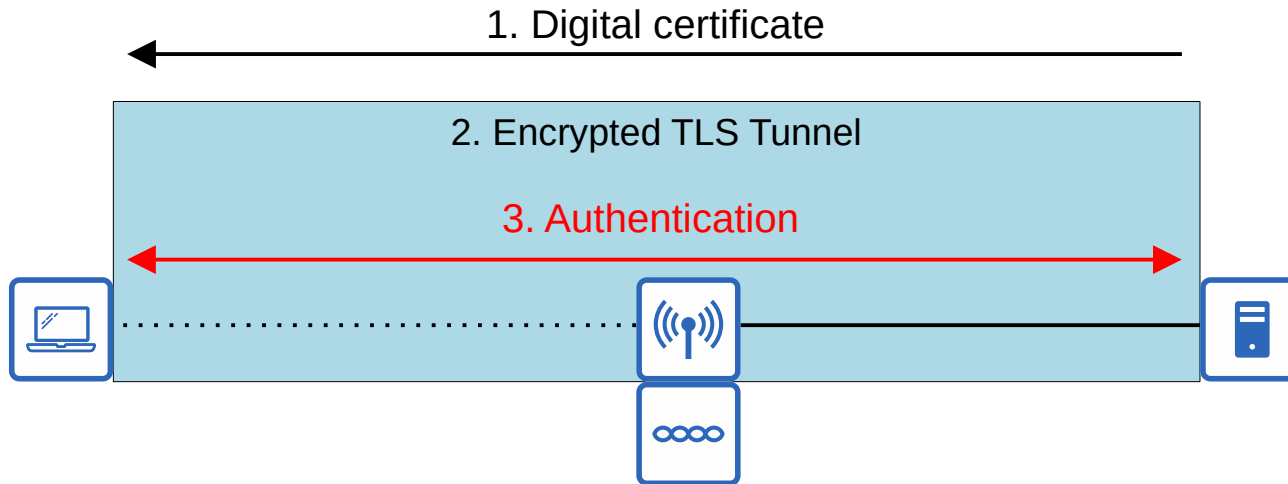 1. Digital certificate
2. Encrypted TLS Tunnel
3. Authentication